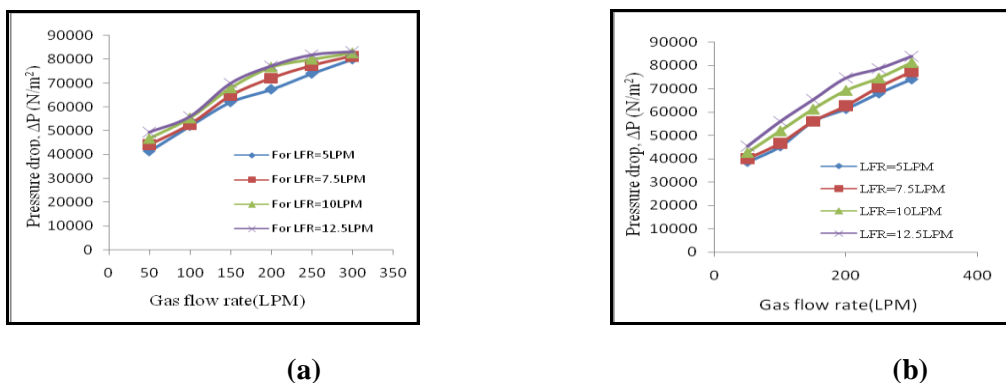 90000
80000
70000
60000
50000
40000
30000
20000
10000
0
Pressure drop, ΔP (N/m²)
For LFR=5LPM
For LFR=7.5LPM
For LFR=10LPM
For LFR=12.5LPM
0 50 100 150 200 250 300 350
Gas flow rate(LPM)
(a)
90000
80000
70000
60000
50000
40000
30000
20000
10000
0
Pressure drop, ΔP (N/m²)
LFR=5LPM
LFR=7.5LPM
LFR=10LPM
LFR=12.5LPM
0 200 400
Gas flow rate(LPM)
(b)